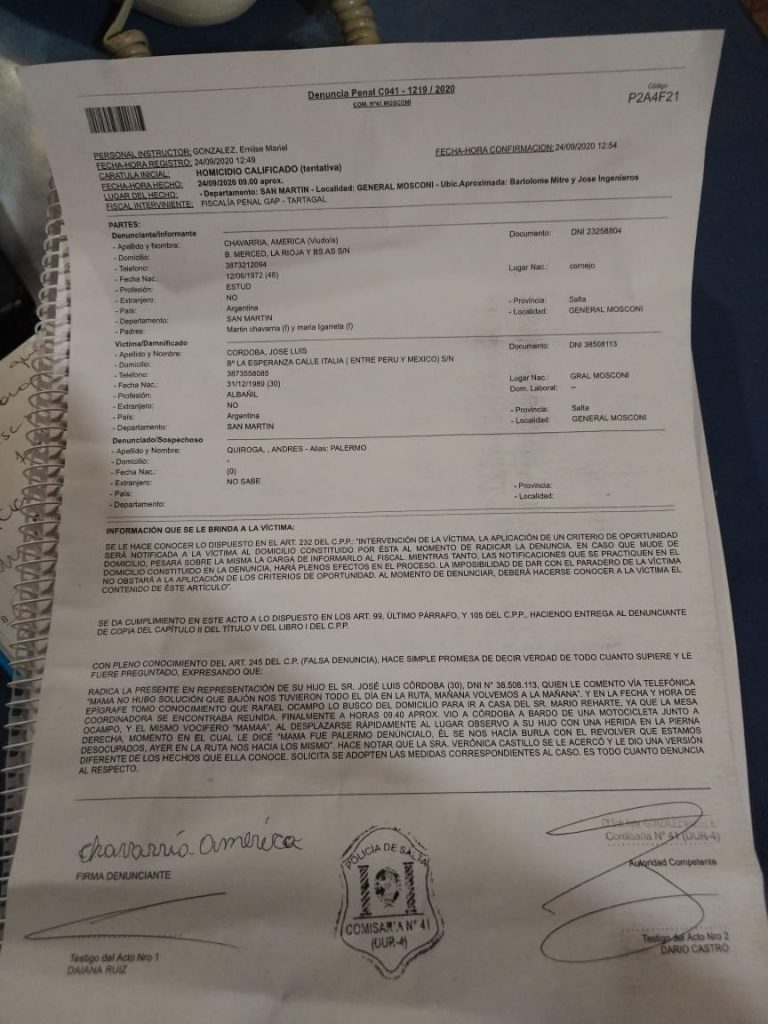 Denuncia Penal C041 - 1219 / 2020
COM. Nº41 MOSCONI
Código
P2A4F21
PERSONAL INSTRUCTOR: GONZALEZ, Emilse Mariel
FECHA-HORA REGISTRO: 24/09/2020 12:49
FECHA-HORA CONFIRMACION: 24/09/2020 12:54
CARATULA INICIAL: HOMICIDIO CALIFICADO (tentativa)
FECHA-HORA HECHO: 24/09/2020 09.00 aprox.
LUGAR DEL HECHO: - Departamento: SAN MARTIN - Localidad: GENERAL MOSCONI - Ubic.Aproximada: Bartolome Mitre y Jose Ingenieros
FISCAL INTERVINIENTE: FISCALÍA PENAL GAP - TARTAGAL
PARTES:
Denunciante/Informante
- Apellido y Nombre: CHAVARRIA, AMERICA (Viudo/a) Documento: DNI 23258804
- Domicilio: B. MERCED, LA RIOJA Y BS.AS S/N
- Telefono: 3873212094 Lugar Nac.: cornejo
- Fecha Nac.: 12/06/1972 (48)
- Profesión: ESTUD
- Extranjero: NO - Provincia: Salta
- País: Argentina - Localidad: GENERAL MOSCONI
- Departamento: SAN MARTIN
- Padres: Martin chavarria (f) y maria Igarreta (f)
Víctima/Damnificado
- Apellido y Nombre: CORDOBA, JOSE LUIS Documento: DNI 38508113
- Domicilio: Bº LA ESPERANZA CALLE ITALIA ( ENTRE PERU Y MEXICO) S/N
- Telefono: 3873558085 Lugar Nac.: GRAL MOSCONI
- Fecha Nac.: 31/12/1989 (30) Dom. Laboral: --
- Profesión: ALBAÑIL
- Extranjero: NO - Provincia: Salta
- País: Argentina - Localidad: GENERAL MOSCONI
- Departamento: SAN MARTIN
Denunciado/Sospechoso
- Apellido y Nombre: QUIROGA, , ANDRES - Alias: PALERMO
- Domicilio: -
- Fecha Nac.: (0)
- Extranjero: NO SABE - Provincia:
- País: - Localidad:
- Departamento:
INFORMACIÓN QUE SE LE BRINDA A LA VÍCTIMA:
SE LE HACE CONOCER LO DISPUESTO EN EL ART. 232 DEL C.P.P.: "INTERVENCIÓN DE LA VÍCTIMA, LA APLICACIÓN DE UN CRITERIO DE OPORTUNIDAD
SERÁ NOTIFICADA A LA VÍCTIMA AL DOMICILIO CONSTITUIDO POR ÉSTA AL MOMENTO DE RADICAR LA DENUNCIA, EN CASO QUE MUDE DE
DOMICILIO, PESARÁ SOBRE LA MISMA LA CARGA DE INFORMARLO AL FISCAL. MIENTRAS TANTO, LAS NOTIFICACIONES QUE SE PRACTIQUEN EN EL
DOMICILIO CONSTITUIDO EN LA DENUNCIA, HARÁ PLENOS EFECTOS EN EL PROCESO. LA IMPOSIBILIDAD DE DAR CON EL PARADERO DE LA VÍCTIMA
NO OBSTARÁ A LA APLICACIÓN DE LOS CRITERIOS DE OPORTUNIDAD. AL MOMENTO DE DENUNCIAR, DEBERÁ HACERSE CONOCER A LA VÍCTIMA EL
CONTENIDO DE ÉSTE ARTÍCULO".
SE DA CUMPLIMIENTO EN ESTE ACTO A LO DISPUESTO EN LOS ART. 99, ÚLTIMO PÁRRAFO, Y 105 DEL C.P.P., HACIENDO ENTREGA AL DENUNCIANTE
DE COPIA DEL CAPÍTULO II DEL TÍTULO V DEL LIBRO I DEL C.P.P.
CON PLENO CONOCIMIENTO DEL ART. 245 DEL C.P. (FALSA DENUNCIA), HACE SIMPLE PROMESA DE DECIR VERDAD DE TODO CUANTO SUPIERE Y LE
FUERE PREGUNTADO, EXPRESANDO QUE:
RADICA LA PRESENTE EN REPRESENTACIÓN DE SU HIJO EL SR. JOSÉ LUIS CÓRDOBA (30), DNI N° 38.508.113, QUIEN LE COMENTO VÍA TELEFÓNICA
"MAMA NO HUBO SOLUCIÓN QUE BAJÓN NOS TUVIERON TODO EL DÍA EN LA RUTA, MAÑANA VOLVEMOS A LA MAÑANA". Y EN LA FECHA Y HORA DE
EPÍGRAFE TOMO CONOCIMIENTO QUE RAFAEL OCAMPO LO BUSCO DEL DOMICILIO PARA IR A CASA DEL SR. MARIO REHARTE, YA QUE LA MESA
COORDINADORA SE ENCONTRABA REUNIDA. FINALMENTE A HORAS 09.40 APROX. VIO A CÓRDOBA A BORDO DE UNA MOTOCICLETA JUNTO A
OCAMPO, Y EL MISMO VOCIFERO "MAMAA", AL DESPLAZARSE RÁPIDAMENTE AL LUGAR OBSERVO A SU HIJO CON UNA HERIDA EN LA PIERNA
DERECHA, MOMENTO EN EL CUAL LE DICE "MAMA FUE PALERMO DENÚNCIALO, ÉL SE NOS HACÍA BURLA CON EL REVOLVER QUE ESTAMOS
DESOCUPADOS, AYER EN LA RUTA NOS HACIA LOS MISMO". HACE NOTAR QUE LA SRA. VERÓNICA CASTILLO SE LE ACERCÓ Y LE DIO UNA VERSIÓN
DIFERENTE DE LOS HECHOS QUE ELLA CONOCE. SOLICITA SE ADOPTEN LAS MEDIDAS CORRESPONDIENTES AL CASO. ES TODO CUANTO DENUNCIA
AL RESPECTO.
chavarría América
FIRMA DENUNCIANTE
POLICÍA DE SALTA
COMISARIA N° 41
(DUR-4)
Comisaria N° 41 (DUR-4)
Autoridad Competente
Testigo del Acto Nro 1
DAIANA RUIZ
Testigo del Acto Nro 2
DARIO CASTRO